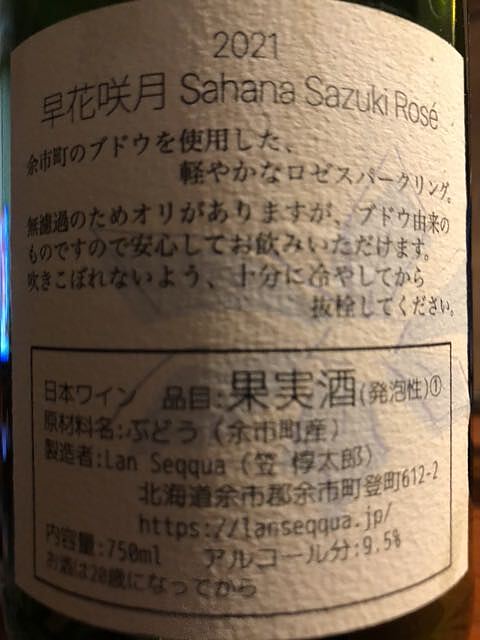 2021
早花咲月 Sahana Sazuki Rosé
余市町のブドウを使用した、
軽やかなロゼスパークリング。
無濾過のためオリがありますが、ブドウ由来の
ものですので安心してお飲みいただけます。
吹きこぼれないよう、十分に冷やしてから
抜栓してください。
日本ワイン 品目:果実酒(発泡性)①
原材料名:ぶどう(余市町産)
製造者:Lan Seqqua(笠 惇太郎)
北海道余市郡余市町登町612-2
https://lanseqqua.jp/
内容量:750ml アルコール分:9.5%
お酒は20歳になってから